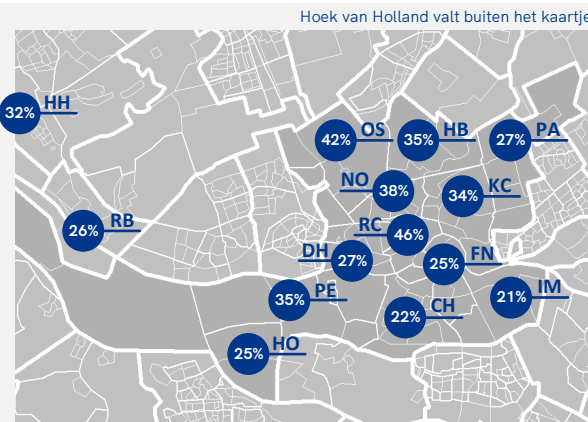 Hoek van Holland valt buiten het kaartje
32% HH
42% OS
35% HB
27% PA
NO 38%
34% KC
26% RB
RC 46%
DH 27%
25% FN
35% PE
21% IM
22% CH
25% HO